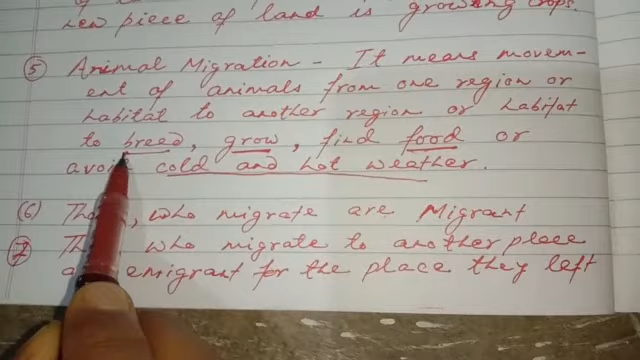 new piece of land is growing crops.
(5) Animal Migration - It means movem-
ent of animals from one region or
habitat to another region or habitat
to breed, grow, find food or
avoid cold and hot weather.
(6) who migrate are Migrant
(7) who migrate to another place
emigrant for the place they left